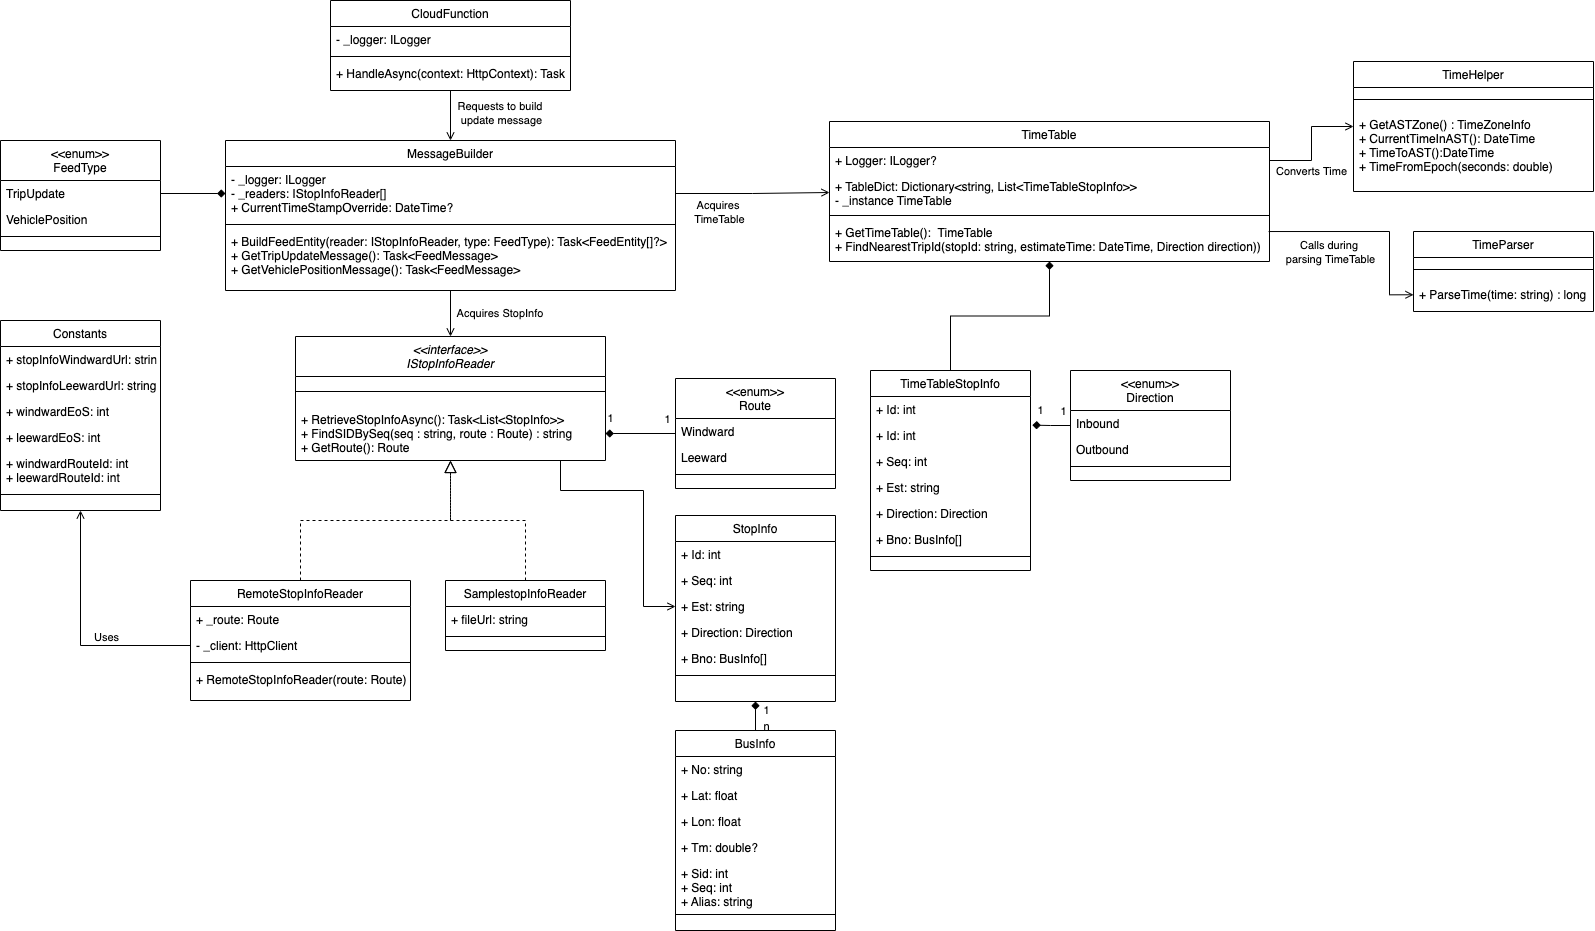 CloudFunction
- _logger: ILogger
+ HandleAsync(context: HttpContext): Task
Requests to build
update message
<<enum>>
FeedType
TripUpdate
VehiclePosition
MessageBuilder
- _logger: ILogger
- _readers: IStopInfoReader[]
+ CurrentTimeStampOverride: DateTime?
+ BuildFeedEntity(reader: IStopInfoReader, type: FeedType): Task<FeedEntity[]?>
+ GetTripUpdateMessage(): Task<FeedMessage>
+ GetVehiclePositionMessage(): Task<FeedMessage>
Acquires
TimeTable
TimeTable
+ Logger: ILogger?
+ TableDict: Dictionary<string, List<TimeTableStopInfo>>
- _instance TimeTable
+ GetTimeTable():  TimeTable
+ FindNearestTripId(stopId: string, estimateTime: DateTime, Direction direction))
Converts Time
TimeHelper
+ GetASTZone() : TimeZoneInfo
+ CurrentTimeInAST(): DateTime
+ TimeToAST():DateTime
+ TimeFromEpoch(seconds: double)
Calls during
parsing TimeTable
TimeParser
+ ParseTime(time: string) : long
Acquires StopInfo
Constants
+ stopInfoWindwardUrl: strin
+ stopInfoLeewardUrl: string
+ windwardEoS: int
+ leewardEoS: int
+ windwardRouteId: int
+ leewardRouteId: int
<<interface>>
IStopInfoReader
+ RetrieveStopInfoAsync(): Task<List<StopInfo>>
+ FindSIDBySeq(seq : string, route : Route) : string
+ GetRoute(): Route
1
1
<<enum>>
Route
Windward
Leeward
TimeTableStopInfo
+ Id: int
+ Id: int
+ Seq: int
+ Est: string
+ Direction: Direction
+ Bno: BusInfo[]
1
1
<<enum>>
Direction
Inbound
Outbound
StopInfo
+ Id: int
+ Seq: int
+ Est: string
+ Direction: Direction
+ Bno: BusInfo[]
RemoteStopInfoReader
+ _route: Route
- _client: HttpClient
+ RemoteStopInfoReader(route: Route)
Uses
SamplestopInfoReader
+ fileUrl: string
1
n
BusInfo
+ No: string
+ Lat: float
+ Lon: float
+ Tm: double?
+ Sid: int
+ Seq: int
+ Alias: string